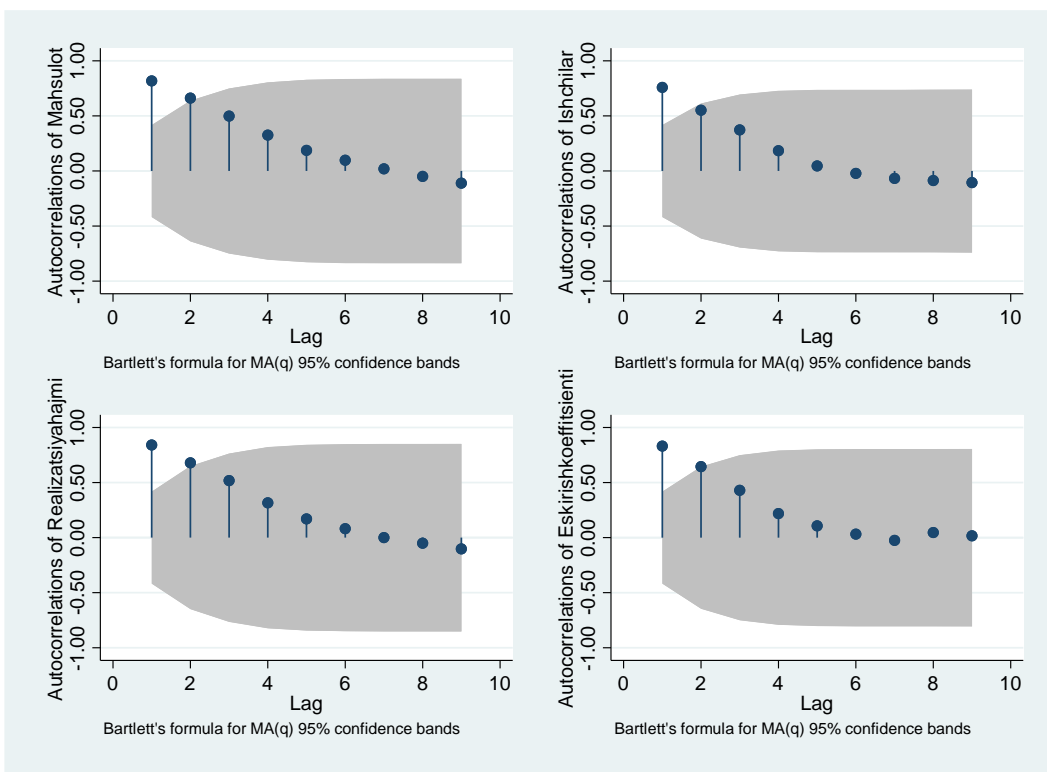 Autocorrelations of Mahsulot
1.00
0.50
0.00
-0.50
-1.00
0 2 4 6 8 10
Lag
Bartlett's formula for MA(q) 95% confidence bands
Autocorrelations of Ishchilar
1.00
0.50
0.00
-0.50
-1.00
0 2 4 6 8 10
Lag
Bartlett's formula for MA(q) 95% confidence bands
Autocorrelations of Realizatsiyahajmi
1.00
0.50
0.00
-0.50
-1.00
0 2 4 6 8 10
Lag
Bartlett's formula for MA(q) 95% confidence bands
Autocorrelations of Eskirishkoeffitsienti
1.00
0.50
0.00
-0.50
-1.00
0 2 4 6 8 10
Lag
Bartlett's formula for MA(q) 95% confidence bands